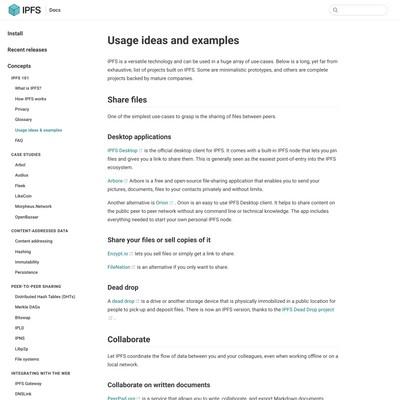 IPFS Docs
Install
Recent releases
Concepts
IPFS 101
What is IPFS?
How IPFS works
Privacy
Glossary
Usage ideas & examples
FAQ
CASE STUDIES
Arbol
Audius
Fleek
LikeCoin
Morpheus.Network
OpenBazaar
CONTENT-ADDRESSED DATA
Content addressing
Hashing
Immutability
Persistence
PEER-TO-PEER SHARING
Distributed Hash Tables (DHTs)
Merkle DAGs
Bitswap
IPLD
IPNS
Libp2p
File systems
INTEGRATING WITH THE WEB
IPFS Gateway
DNSLink
Usage ideas and examples
IPFS is a versatile technology and can be used in a huge array of use-cases. Below is a long, yet far from
exhaustive, list of projects built on IPFS. Some are minimalistic prototypes, and others are complete
projects backed by mature companies.
Share files
One of the simplest use-cases to grasp is the sharing of files between peers.
Desktop applications
IPFS Desktop is the official desktop client for IPFS. It comes with a built-in IPFS node that lets you pin
files and gives you a link to share them. This is generally seen as the easiest point-of-entry into the IPFS
ecosystem.
Arbore Arbore is a free and open-source file-sharing application that enables you to send your
pictures, documents, files to your contacts privately and without limits.
Another alternative is Orion . Orion is an easy to use IPFS Desktop client. It helps to share content on
the public peer to peer network without any command line or technical knowledge. The app includes
everything needed to start your own personal IPFS node.
Share your files or sell copies of it
Encypt.io lets you sell files or simply get a link to share.
FileNation is an alternative if you only want to share.
Dead drop
A dead drop is a drive or another storage device that is physically immobilized in a public location for
people to pick-up and deposit files. There is now an IPFS version, thanks to the IPFS Dead Drop project
.
Collaborate
Let IPFS coordinate the flow of data between you and your colleagues, even when working offline or on a
local network.
Collaborate on written documents
PeerPad.org is a service that allows you to write, collaborate, and export Markdown documents